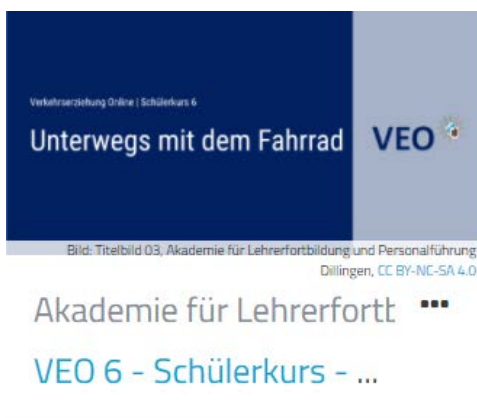 Verkehrserziehung Online | Schülerkurs 6
Unterwegs mit dem Fahrrad
VEO
Bild: Titelbild 03, Akademie für Lehrerfortbildung und Personalführung
Dillingen, CC BY-NC-SA 4.0
Akademie für Lehrerfortb ...
VEO 6 - Schülerkurs - ...